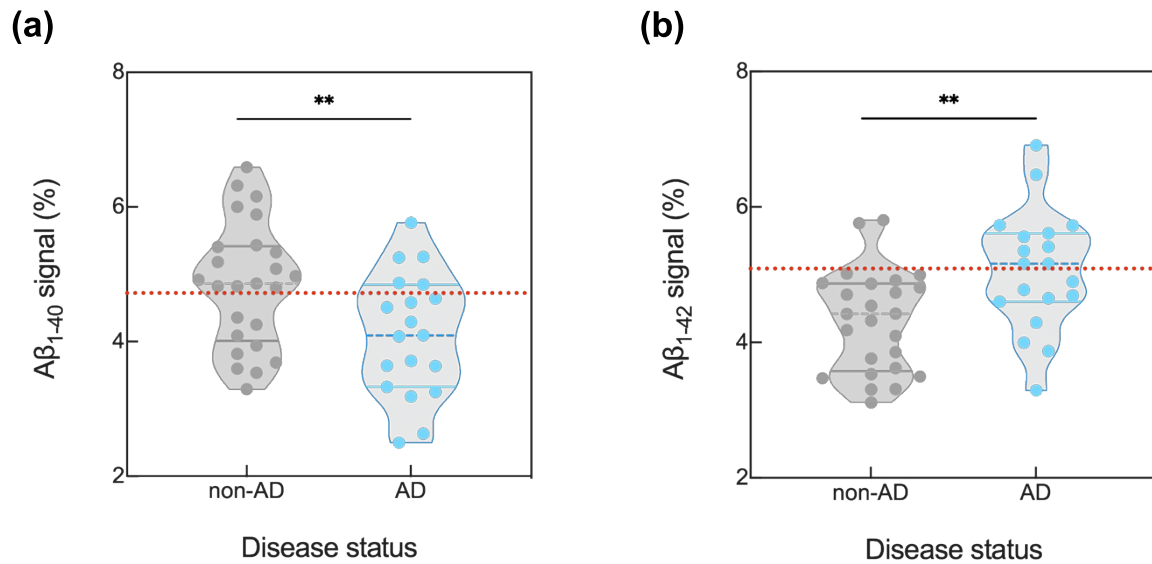 (a)
8
6
4
2
Aβ1-40 signal (%)
**
non-AD
AD
Disease status
(b)
8
6
4
2
Aβ1-42 signal (%)
**
non-AD
AD
Disease status